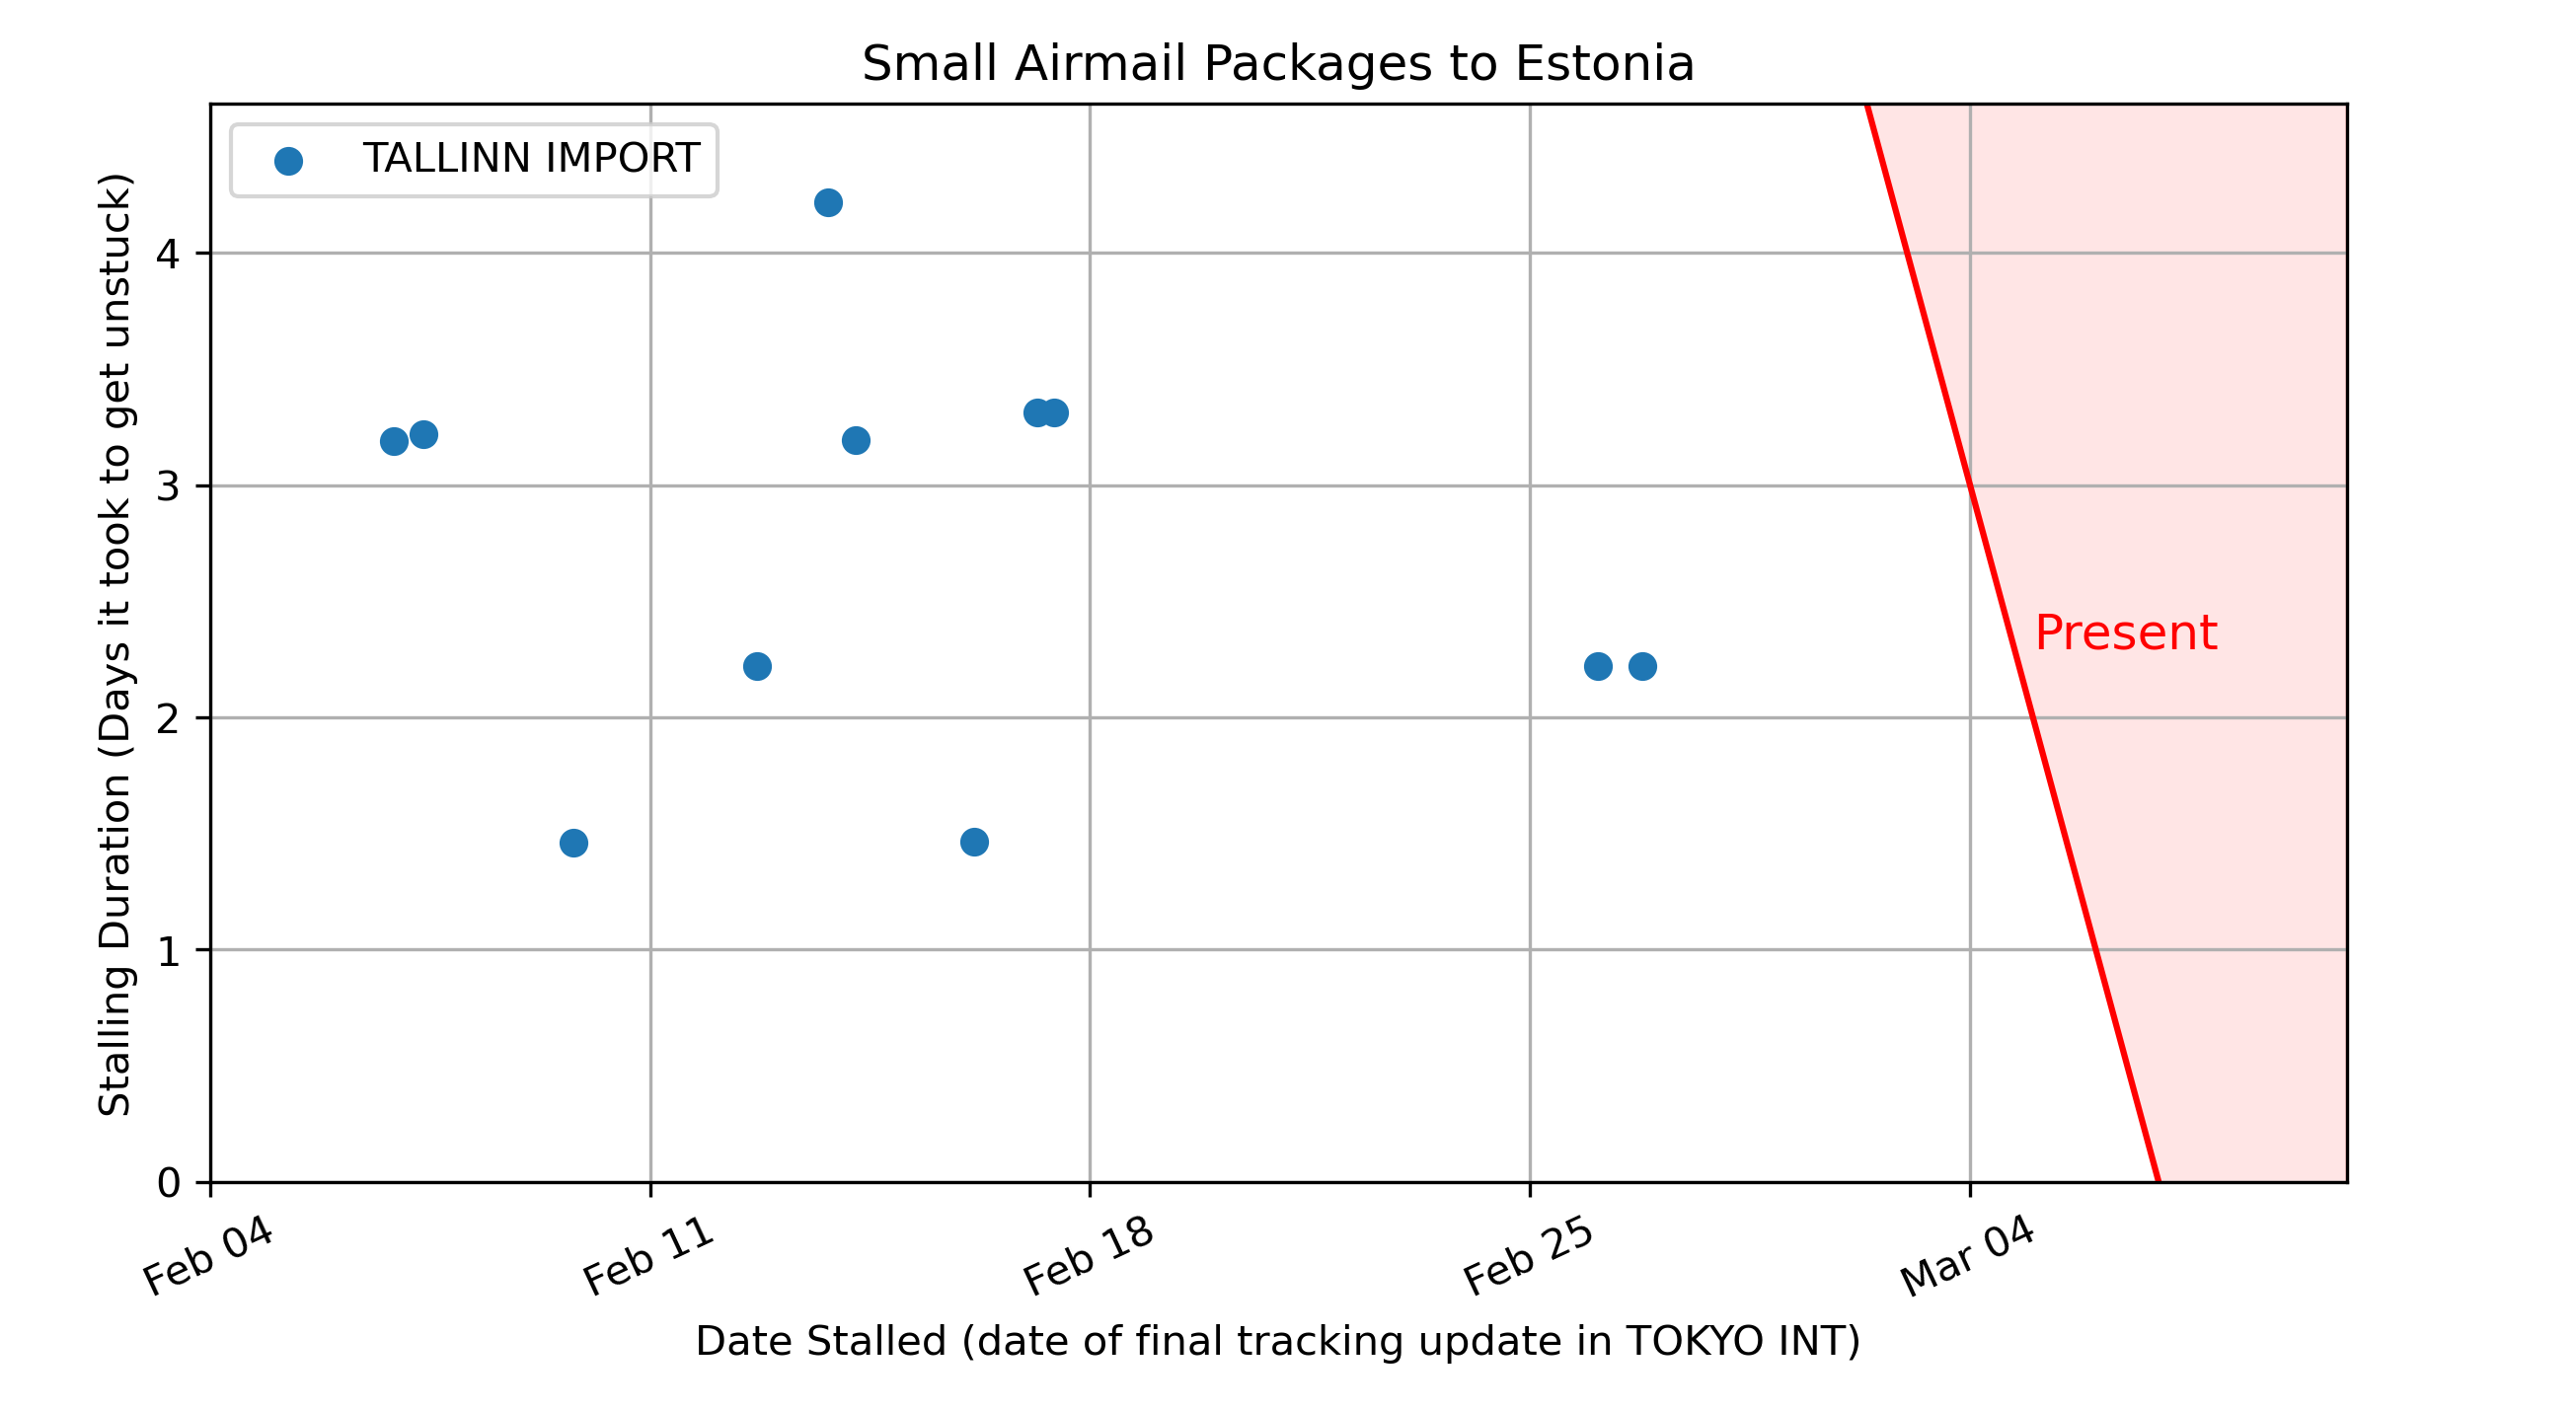 Small Airmail Packages to Estonia
TALLINN IMPORT
Stalling Duration (Days it took to get unstuck)
4
3
2
1
0
Present
Feb 04
Feb 11
Feb 18
Feb 25
Mar 04
Date Stalled (date of final tracking update in TOKYO INT)